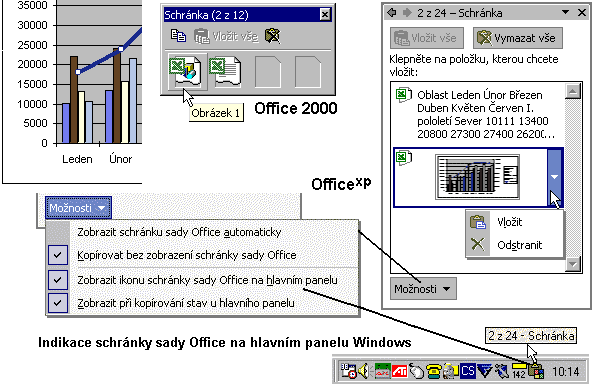 35000
30000
25000
20000
15000
10000
5000
0
Leden
Únor
Schránka (2 z 12)
Vložit vše
Obrázek 1
Office 2000
2 z 24 – Schránka
Vložit vše
Vymazat vše
Klepněte na položku, kterou chcete
vložit:
Oblast Leden Únor Březen
Duben Květen Červen I.
pololetí Sever 10111 13400
20800 27300 27400 26200...
Vložit
Odstranit
Možnosti
Officexp
Možnosti
Zobrazit schránku sady Office automaticky
Kopírovat bez zobrazení schránky sady Office
Zobrazit ikonu schránky sady Office na hlavním panelu
Zobrazit při kopírování stav u hlavního panelu
Indikace schránky sady Office na hlavním panelu Windows
2 z 24 - Schránka
CS
142
10:14